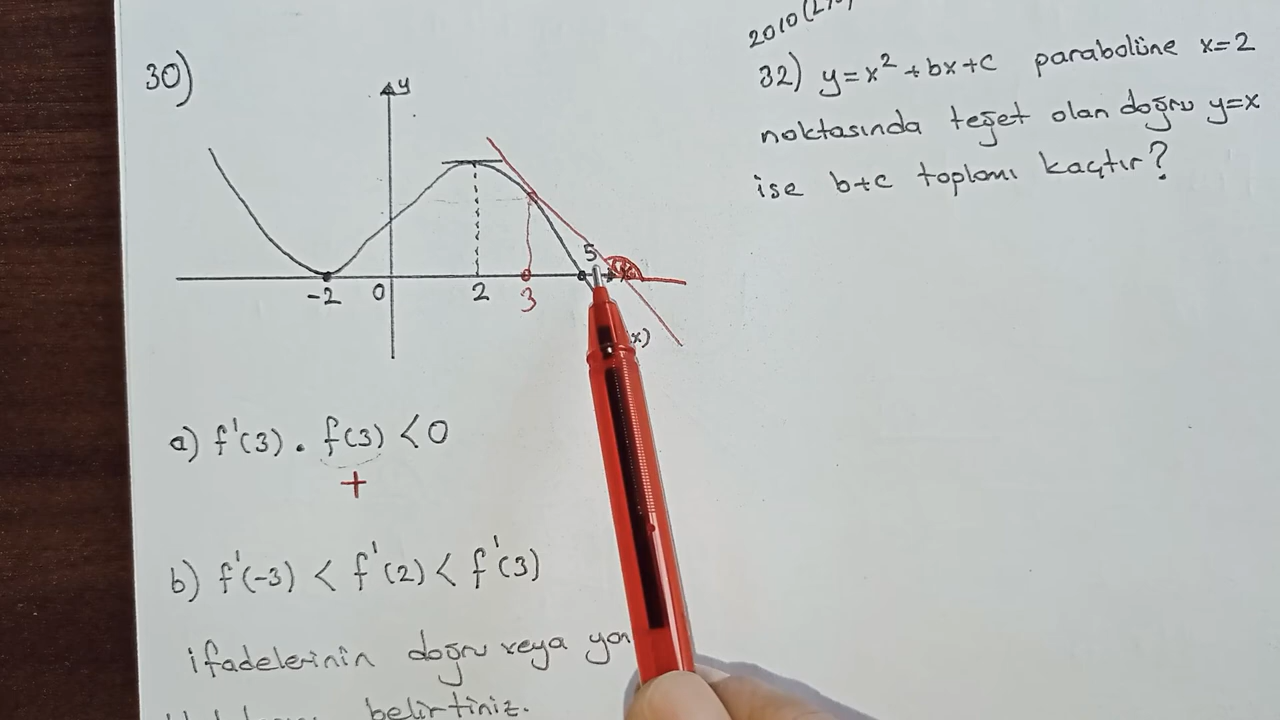 30)
y
5
-2 0 2 3
x)
a) f'(3) . f(3) < 0
+
b) f'(-3) < f'(2) < f'(3)
ifadelerinin doğru veya yan
belirtiniz.
2010
32) y=x²+bx+c parabolüne x=2
noktasında teğet olan doğru y=x
ise b+c toplamı kaçtır?